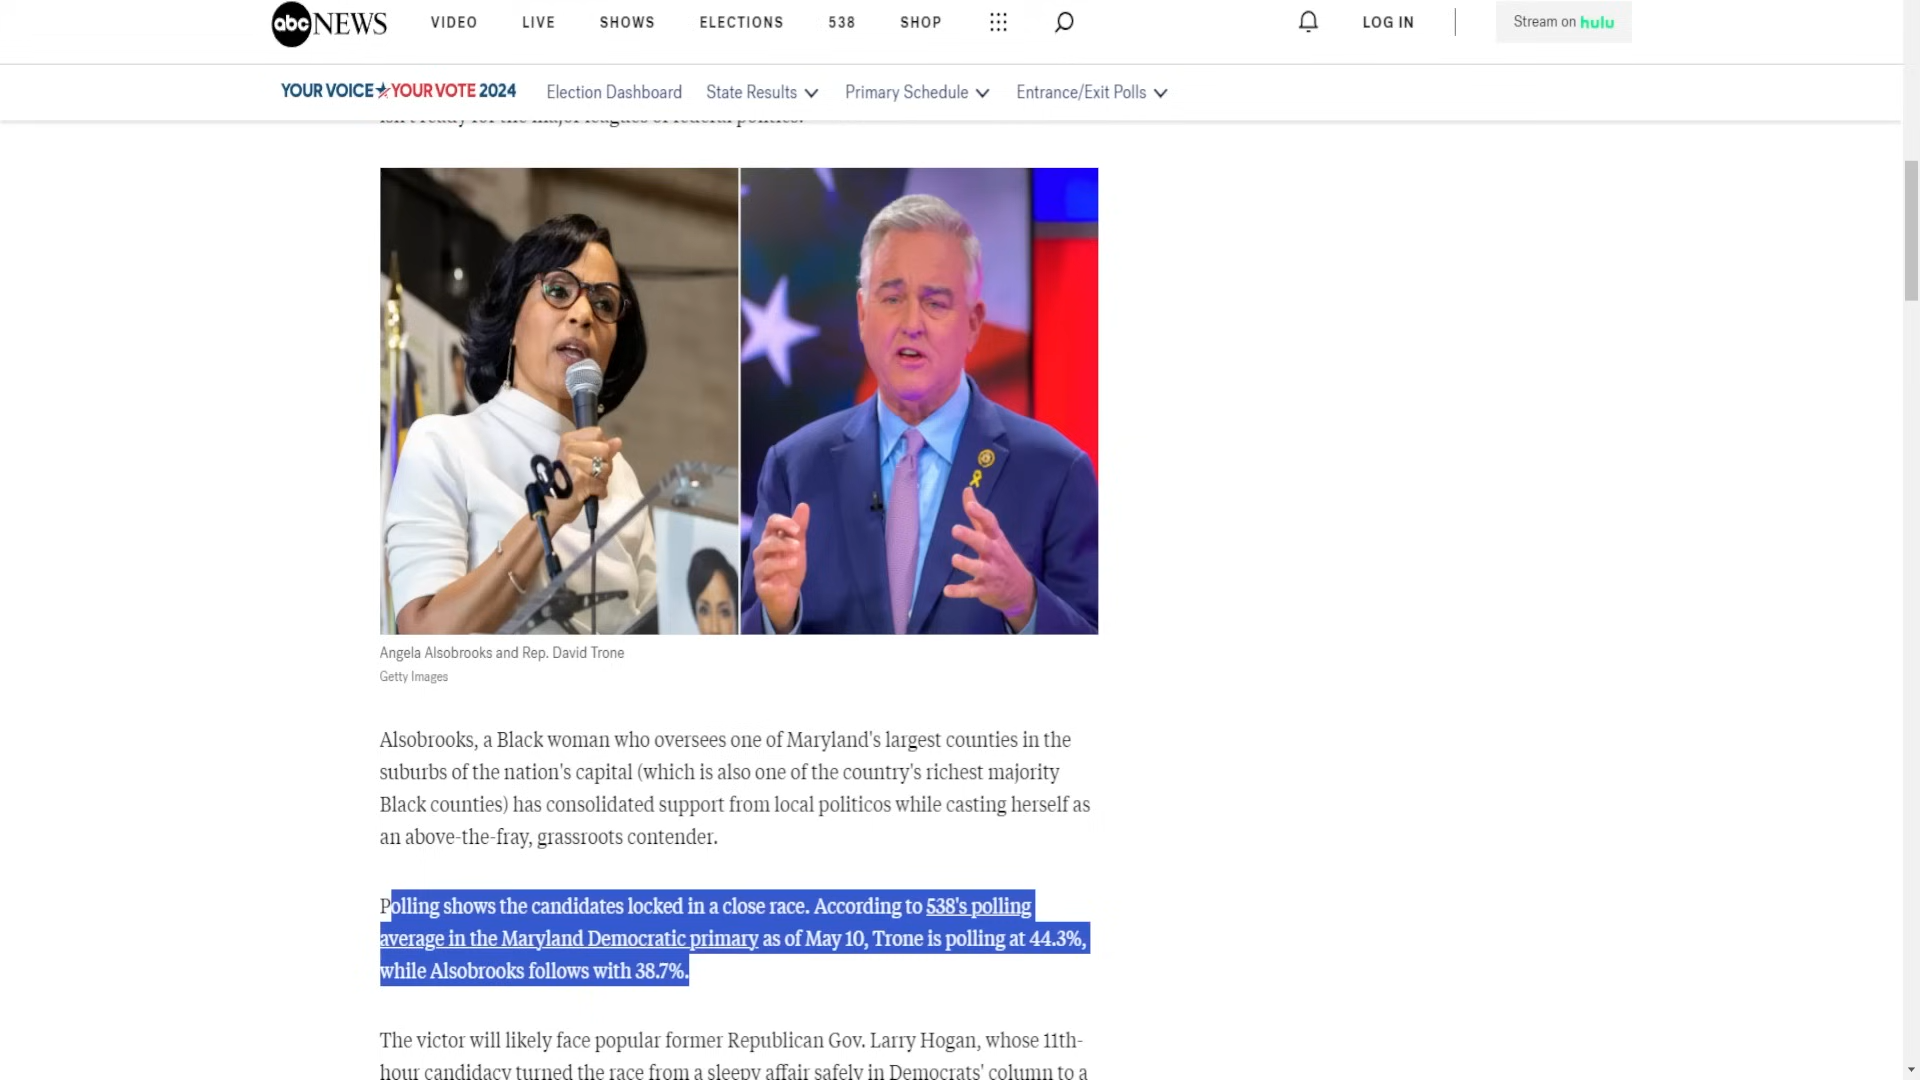 abc NEWS VIDEO LIVE SHOWS ELECTIONS 538 SHOP LOG IN Stream on hulu
YOUR VOICE YOUR VOTE 2024 Election Dashboard State Results Primary Schedule Entrance/Exit Polls
isn't ready for the major leagues of federal politics.
Angela Alsobrooks and Rep. David Trone
Getty Images
Alsobrooks, a Black woman who oversees one of Maryland's largest counties in the
suburbs of the nation's capital (which is also one of the country's richest majority
Black counties) has consolidated support from local politicos while casting herself as
an above-the-fray, grassroots contender.
Polling shows the candidates locked in a close race. According to 538's polling
average in the Maryland Democratic primary as of May 10, Trone is polling at 44.3%,
while Alsobrooks follows with 38.7%.
The victor will likely face popular former Republican Gov. Larry Hogan, whose 11th-
hour candidacy turned the race from a sleepy affair safely in Democrats' column to a